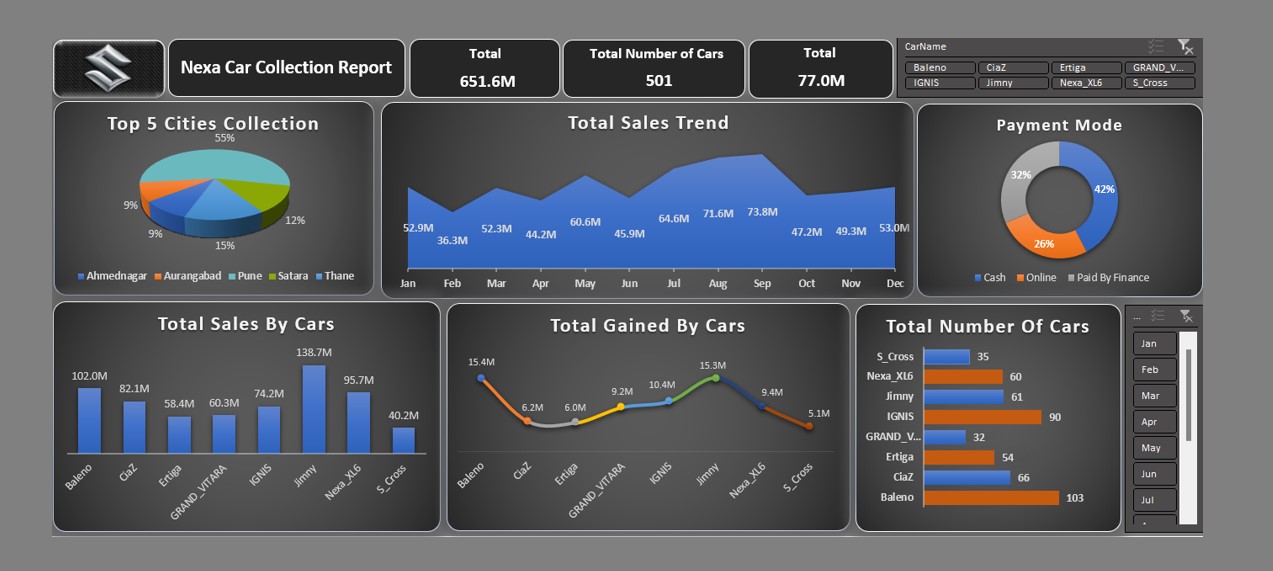 Nexa Car Collection Report
Total
651.6M
Total Number of Cars
501
Total
77.0M
CarName
Baleno CiaZ Ertiga GRAND_V...
IGNIS Jimny Nexa_XL6 S_Cross
Top 5 Cities Collection
55%
9%
12%
9%
15%
Ahmednagar Aurangabad Pune Satara Thane
Total Sales Trend
52.9M 36.3M 52.3M 44.2M 60.6M 45.9M 64.6M 71.6M 73.8M 47.2M 49.3M 53.0M
Jan Feb Mar Apr May Jun Jul Aug Sep Oct Nov Dec
Payment Mode
32%
42%
26%
Cash Online Paid By Finance
Total Sales By Cars
102.0M 82.1M 58.4M 60.3M 74.2M 138.7M 95.7M 40.2M
Baleno CiaZ Ertiga GRAND_VITARA IGNIS Jimny Nexa_XL6 S_Cross
Total Gained By Cars
15.4M 6.2M 6.0M 9.2M 10.4M 15.3M 9.4M 5.1M
Baleno CiaZ Ertiga GRAND_VITARA IGNIS Jimny Nexa_XL6 S_Cross
Total Number Of Cars
S_Cross 35
Nexa_XL6 60
Jimny 61
IGNIS 90
GRAND_V... 32
Ertiga 54
CiaZ 66
Baleno 103
...
Jan
Feb
Mar
Apr
May
Jun
Jul